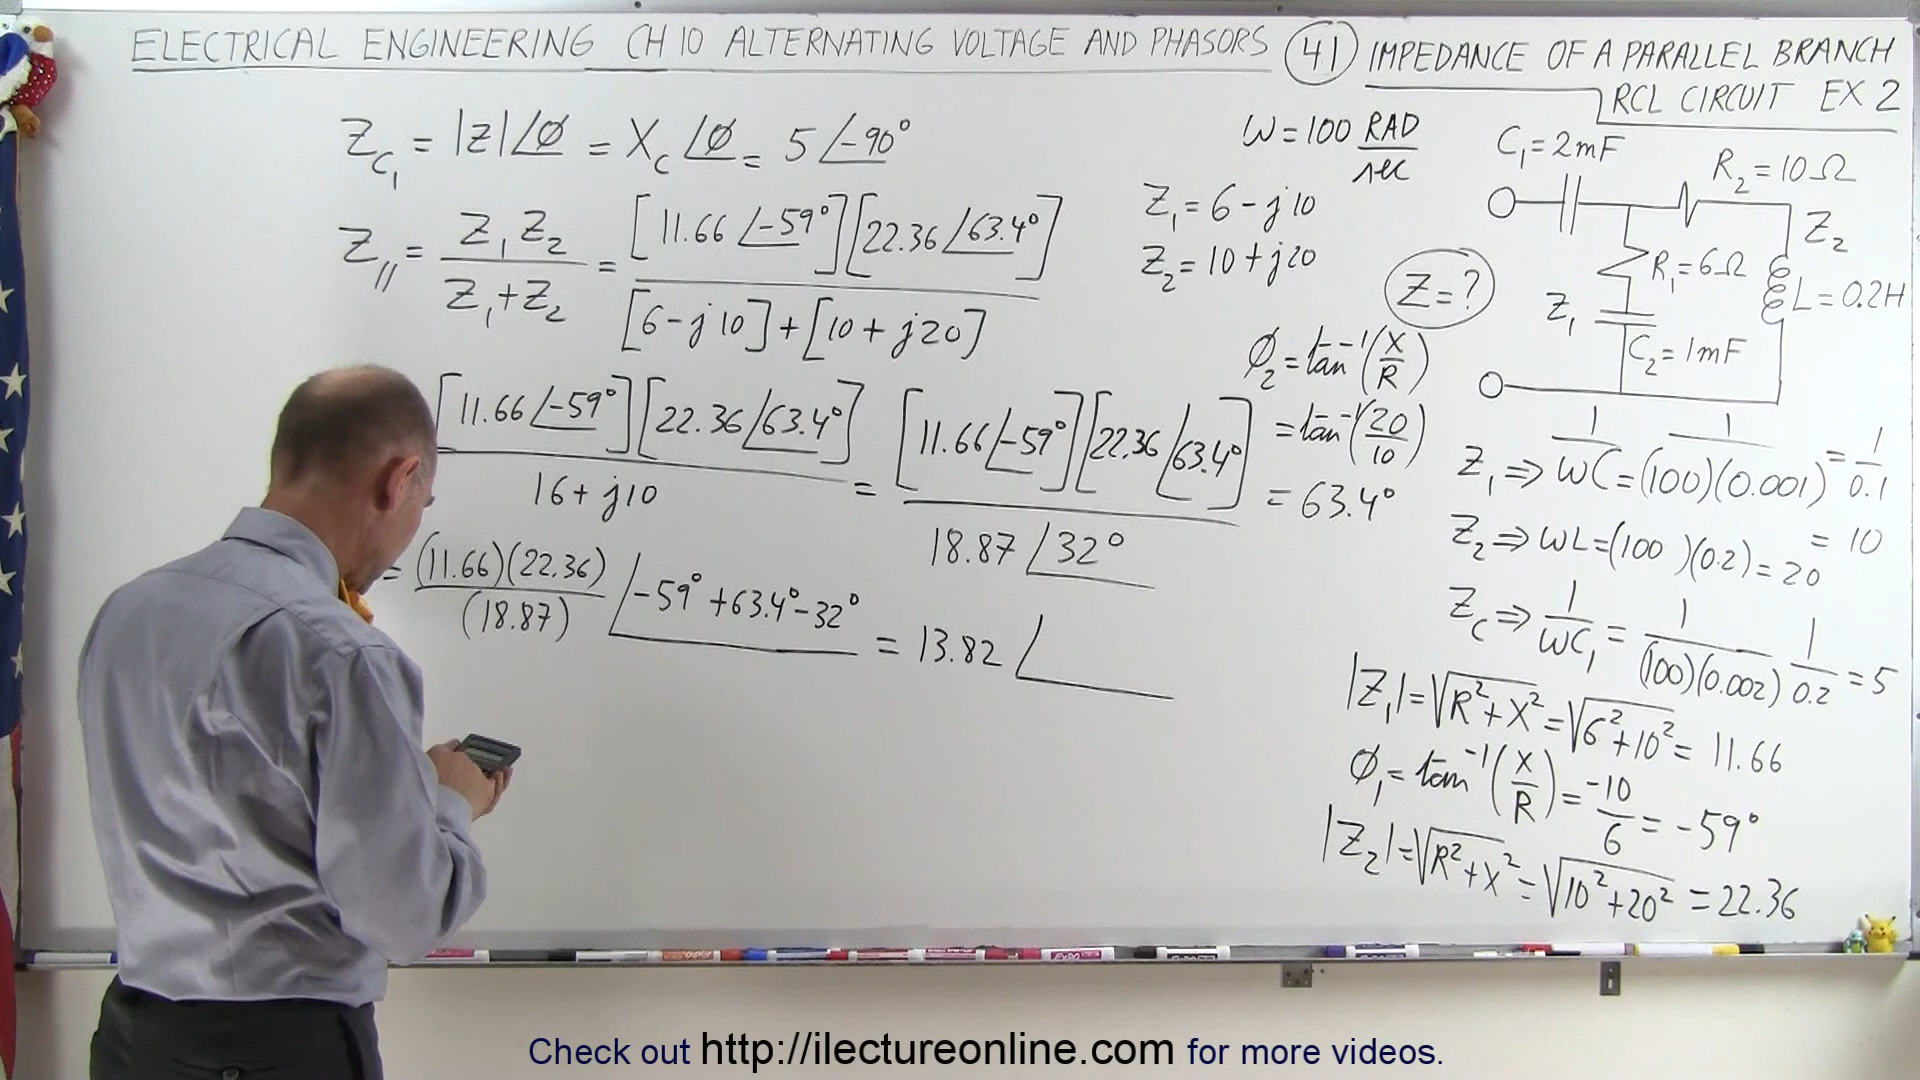 ELECTRICAL ENGINEERING CH 10 ALTERNATING VOLTAGE AND PHASORS (41) IMPEDANCE OF A PARALLEL BRANCH
RCL CIRCUIT EX 2
Z_C₁ = |Z|∠Ø = X_C ∠Ø = 5 ∠-90°
Z_// = Z₁Z₂ / (Z₁+Z₂) = [11.66 ∠-59°][22.36 ∠63.4°] / [6-j10]+[10+j20]
[11.66 ∠-59°][22.36 ∠63.4°] / 16+j10 = [11.66 ∠-59°][22.36 ∠63.4°] / 18.87 ∠32°
= (11.66)(22.36) / (18.87) ∠-59°+63.4°-32° = 13.82 ∠
ω = 100 RAD/sec
Z₁ = 6 - j10
Z₂ = 10 + j20
Z = ?
Ø₂ = tan⁻¹(X/R)
= tan⁻¹(20/10)
= 63.4°
C₁ = 2mF
R₂ = 10Ω
Z₂
R₁ = 6Ω
L = 0.2H
Z₁
C₂ = 1mF
Z₁ ⇒ 1/WC = 1/(100)(0.001) = 1/0.1
= 10
Z₂ ⇒ WL = (100)(0.2) = 20
Z_C ⇒ 1/WC₁ = 1/(100)(0.002) 1/0.2 = 5
|Z₁| = √R²+X² = √6²+10² = 11.66
Ø₁ = tan⁻¹(X/R) = -10/6 = -59°
|Z₂| = √R²+X² = √10²+20² = 22.36
Check out http://ilectureonline.com for more videos.